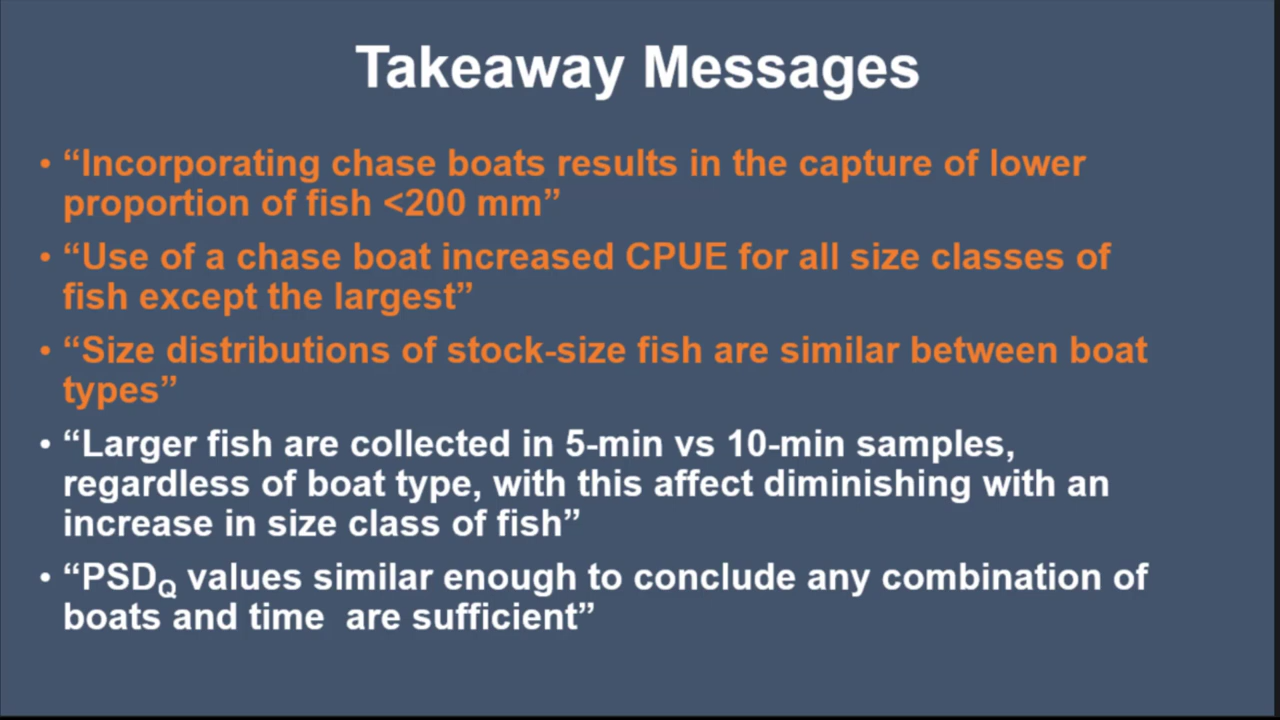 Takeaway Messages
• “Incorporating chase boats results in the capture of lower
proportion of fish <200 mm”
• “Use of a chase boat increased CPUE for all size classes of
fish except the largest”
• “Size distributions of stock-size fish are similar between boat
types”
• “Larger fish are collected in 5-min vs 10-min samples,
regardless of boat type, with this affect diminishing with an
increase in size class of fish”
• “PSDQ values similar enough to conclude any combination of
boats and time  are sufficient”